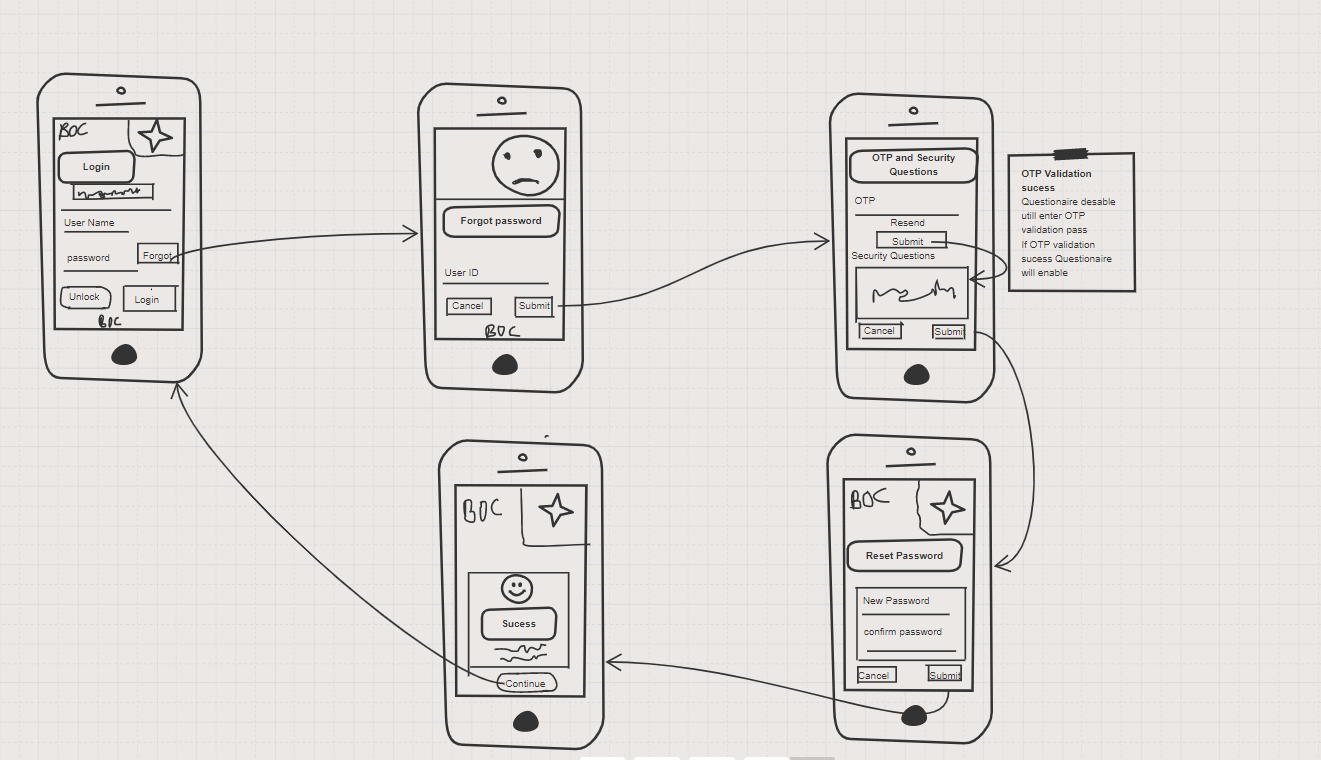 BOC
Login
User Name
password
Forgot
Unlock
Login
BOC
Forgot password
User ID
Cancel
Submit
BOC
OTP and Security
Questions
OTP
Resend
Submit
Security Questions
Cancel
Submit
OTP Validation
sucess
Questionaire desable
utill enter OTP
validation pass
If OTP validation
sucess Questionaire
will enable
BOC
Sucess
Continue
BOC
Reset Password
New Password
confirm password
Cancel
Submit